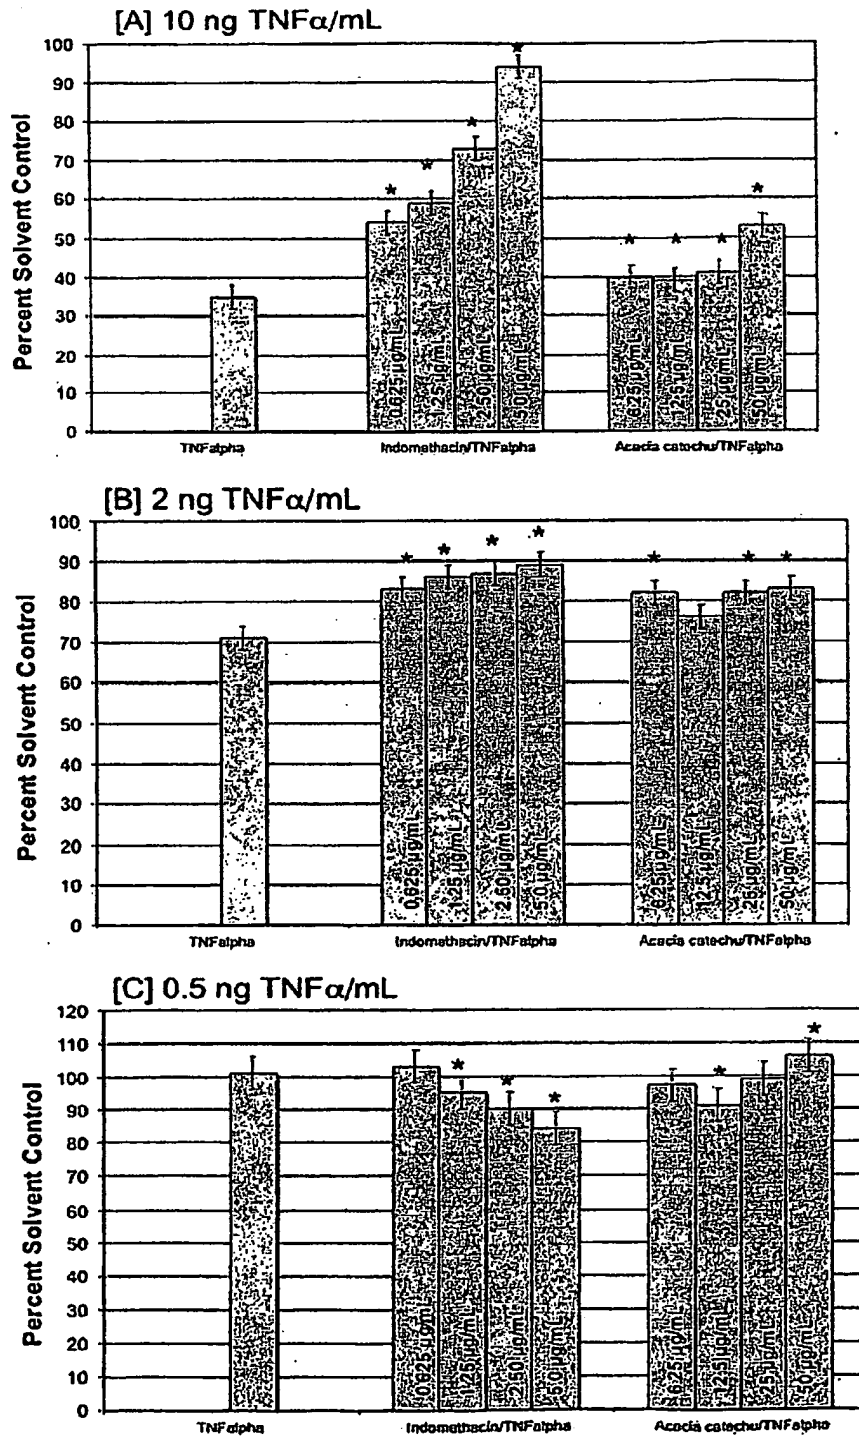 [A] 10 ng TNFα/mL
Percent Solvent Control
100
90
80
70
60
50
40
30
20
10
0
*
*
*
*
*
*
*
*
0.625 µg/mL
1.25 µg/mL
2.50 µg/mL
5.0 µg/mL
6.25 µg/mL
12.5 µg/mL
25 µg/mL
50 µg/mL
TNFalpha
Indomethacin/TNFalpha
Acacia catechu/TNFalpha
[B] 2 ng TNFα/mL
Percent Solvent Control
100
90
80
70
60
50
40
30
20
10
0
*
*
*
*
*
*
*
0.625 µg/mL
1.25 µg/mL
2.50 µg/mL
5.0 µg/mL
6.25 µg/mL
12.5 µg/mL
25 µg/mL
50 µg/mL
TNFalpha
Indomethacin/TNFalpha
Acacia catechu/TNFalpha
[C] 0.5 ng TNFα/mL
Percent Solvent Control
120
110
100
90
80
70
60
50
40
30
20
10
0
*
*
*
*
*
0.625 µg/mL
1.25 µg/mL
2.50 µg/mL
5.0 µg/mL
6.25 µg/mL
12.5 µg/mL
25 µg/mL
50 µg/mL
TNFalpha
Indomethacin/TNFalpha
Acacia catechu/TNFalpha